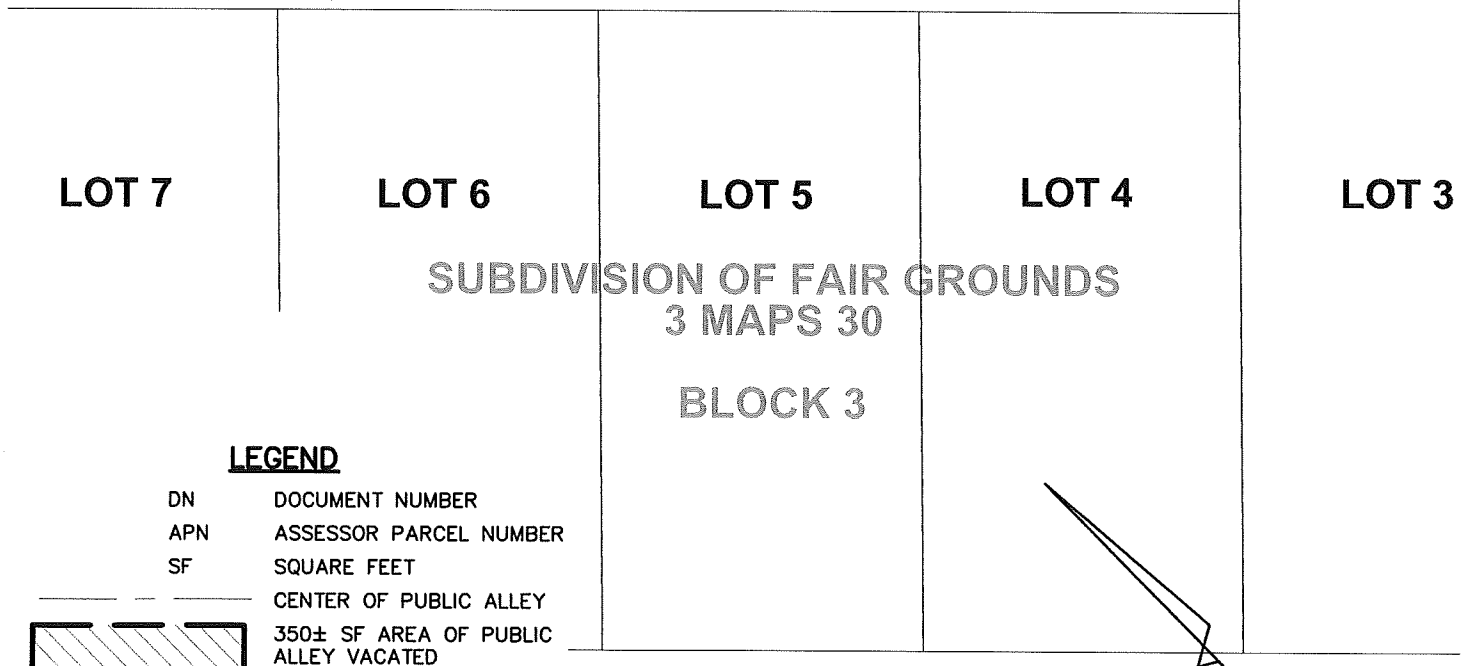 LOT 7 LOT 6 LOT 5 LOT 4 LOT 3
SUBDIVISION OF FAIR GROUNDS
3 MAPS 30
BLOCK 3
LEGEND
DN DOCUMENT NUMBER
APN ASSESSOR PARCEL NUMBER
SF SQUARE FEET
CENTER OF PUBLIC ALLEY
350± SF AREA OF PUBLIC
ALLEY VACATED